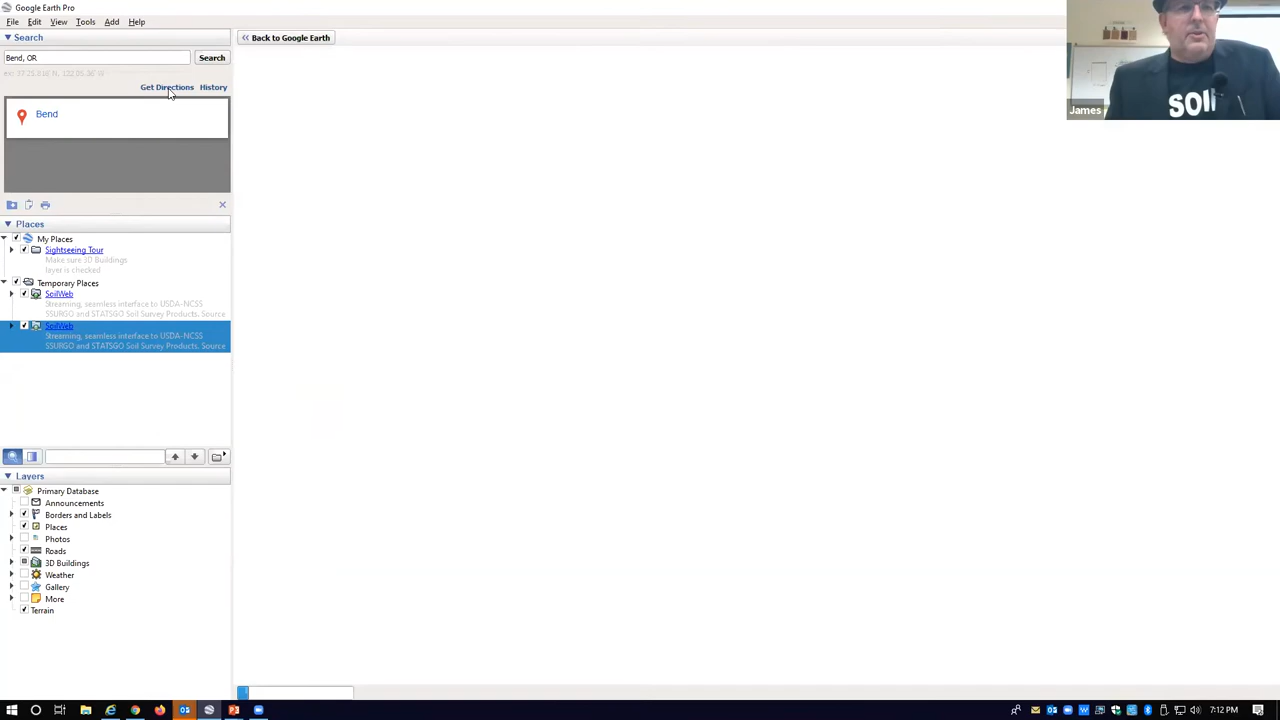 Google Earth Pro
File Edit View Tools Add Help
Search
Bend, OR
Search
Get Directions History
Bend
Back to Google Earth
Places
My Places
Sightseeing Tour
Make sure 3D Buildings
layer is checked
Temporary Places
SoilWeb
Streaming, seamless interface to USDA-NCSS
SSURGO and STATSGO Soil Survey Products. Source
SoilWeb
Streaming, seamless interface to USDA-NCSS
SSURGO and STATSGO Soil Survey Products. Source
Layers
Primary Database
Announcements
Borders and Labels
Places
Photos
Roads
3D Buildings
Weather
Gallery
More
Terrain
James
SOIL
7:12 PM